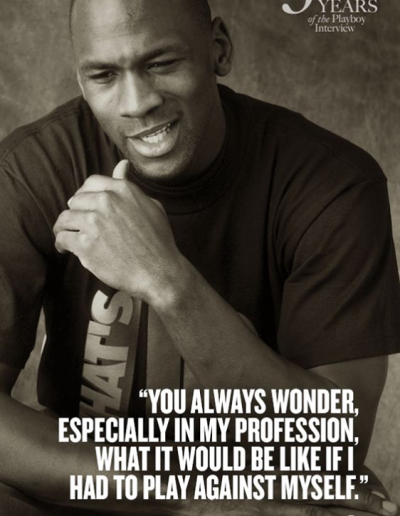 YEARS
of the Playboy
Interview
HAT'S
“YOU ALWAYS WONDER,
ESPECIALLY IN MY PROFESSION,
WHAT IT WOULD BE LIKE IF I
HAD TO PLAY AGAINST MYSELF.”